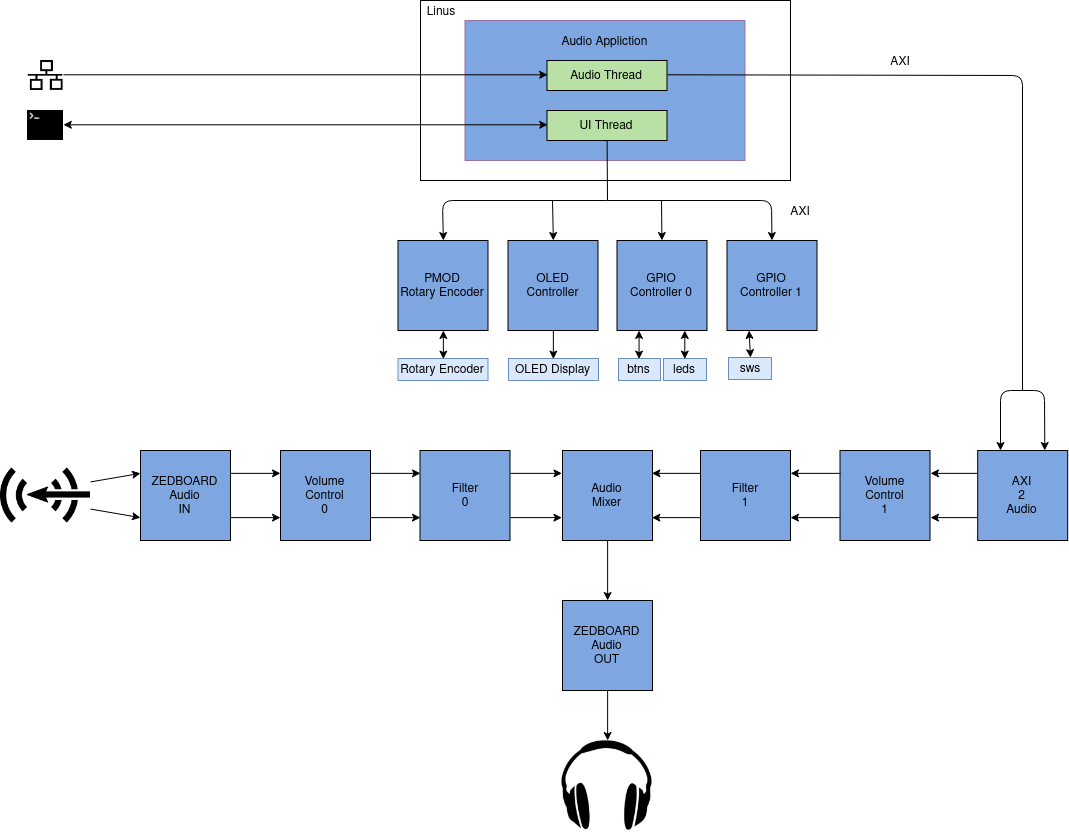 Linus
Audio Appliction
Audio Thread
AXI
>_
UI Thread
AXI
PMOD
Rotary Encoder
OLED
Controller
GPIO
Controller 0
GPIO
Controller 1
Rotary Encoder
OLED Display
btns
leds
sws
ZEDBOARD
Audio
IN
Volume
Control
0
Filter
0
Audio
Mixer
Filter
1
Volume
Control
1
AXI
2
Audio
ZEDBOARD
Audio
OUT